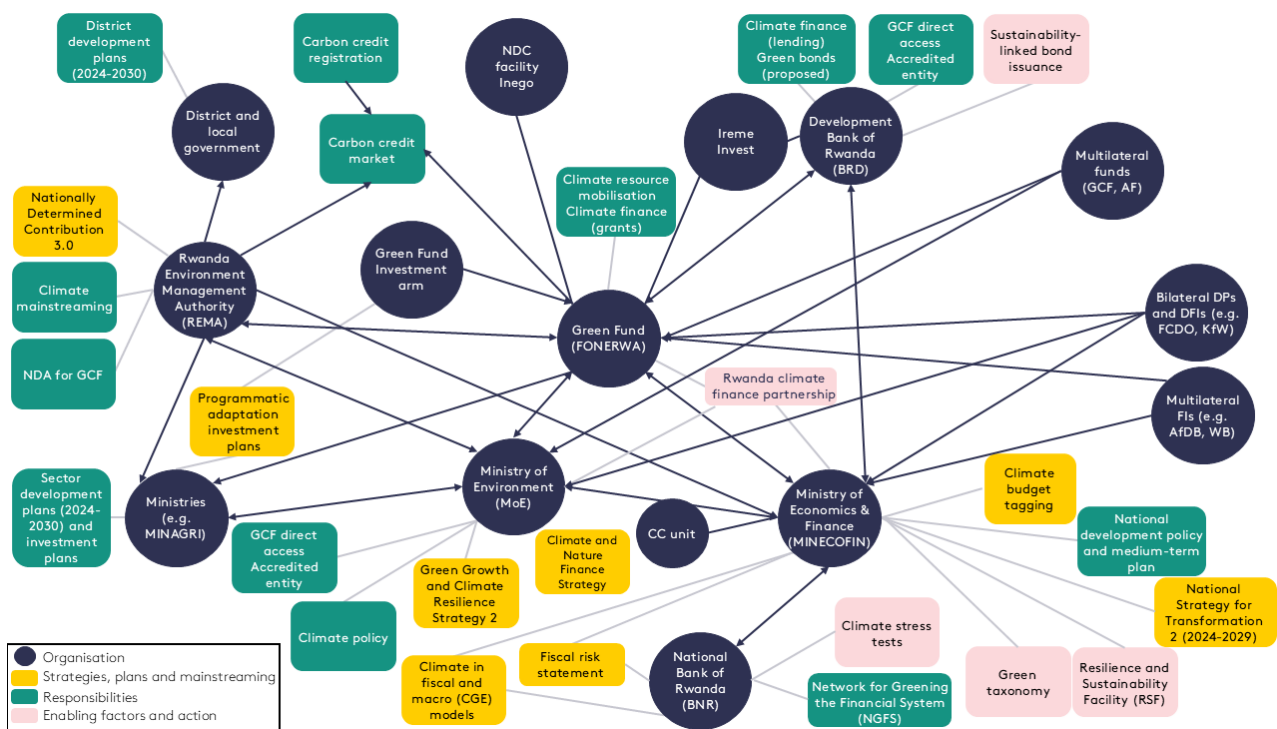 District
development
plans
(2024-2030)
Carbon credit
registration
NDC
facility
Inego
Climate finance
(lending)
Green bonds
(proposed)
GCF direct
access
Accredited
entity
Sustainability-
linked bond
issuance
District and
local
government
Carbon credit
market
Ireme
Invest
Development
Bank of
Rwanda
(BRD)
Multilateral
funds
(GCF, AF)
Nationally
Determined
Contribution
3.0
Climate resource
mobilisation
Climate finance
(grants)
Rwanda
Environment
Management
Authority
(REMA)
Green Fund
Investment
arm
Climate
mainstreaming
Green Fund
(FONERWA)
Bilateral DPs
and DFIs (e.g.
FCDO, KfW)
NDA for GCF
Rwanda climate
finance partnership
Programmatic
adaptation
investment
plans
Multilateral
FIs (e.g.
AfDB, WB)
Sector
development
plans (2024-
2030) and
investment
plans
Ministries
(e.g.
MINAGRI)
Ministry of
Environment
(MoE)
Ministry of
Economics &
Finance
(MINECOFIN)
Climate
budget
tagging
CC unit
GCF direct
access
Accredited
entity
Climate and
Nature
Finance
Strategy
National
development policy
and medium-term
plan
Green Growth and
Climate
Resilience
Strategy 2
National
Strategy for
Transformation
2 (2024-2029)
Climate policy
Climate stress
tests
Fiscal risk
statement
Climate in
fiscal and
macro (CGE)
models
National
Bank of
Rwanda
(BNR)
Green
taxonomy
Resilience and
Sustainability
Facility (RSF)
Network for Greening
the Financial System
(NGFS)
Organisation
Strategies, plans and mainstreaming
Responsibilities
Enabling factors and action